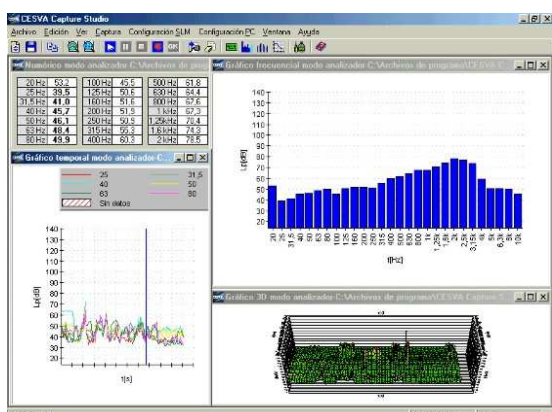 CESVA Capture Studio
Archivo Edición Ver Captura Configuración SLM Configuración PC Ventana Ayuda
Numérico modo analizador C:\Archivos de prog
20 Hz 53,2 100 Hz 45,5 500 Hz 61,8
25 Hz 39,5 125 Hz 50,6 630 Hz 64,4
31,5 Hz 41,0 160 Hz 51,6 800 Hz 67,6
40 Hz 45,7 200 Hz 51,9 1 kHz 67,3
50 Hz 46,1 250 Hz 50,9 1,25kHz 70,4
63 Hz 48,4 315 Hz 55,3 1,6 kHz 74,3
80 Hz 49,9 400 Hz 60,3 2 kHz 78,5
Gráfico temporal modo analizador C...
25 31,5
40 50
63 80
Sin datos
140
130
120
110
100
90
80
70
60
50
40
30
20
Lp[dB]
t[s]
Gráfico frecuencial modo analizador C:\Archivos de programa\CESVA C
140
130
120
110
100
90
80
70
60
50
40
30
20
Lp[dB]
20 25 31,5 40 50 63 80 100 125 160 200 250 315 400 500 630 800 1k 1,25k 1,6k 2k 2,5k 3,15k 4k 5k 6,3k 8k 10k
f[Hz]
Gráfico 3D modo analizador C:\Archivos de programa\CESVA Capture S